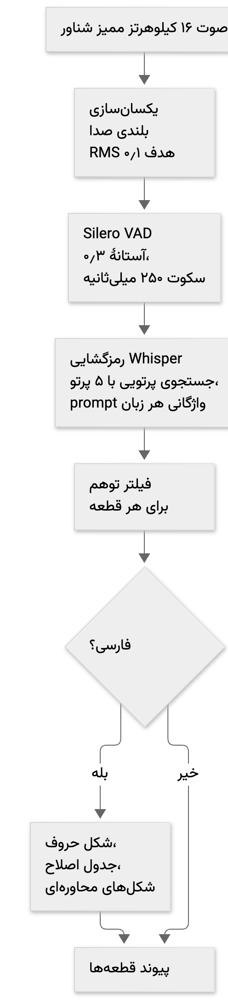 صوت ۱۶ کیلوهرتز ممیز شناور
یکسان‌سازی
بلندی صدا
هدف RMS ۰٫۱
Silero VAD
آستانهٔ ۰٫۳،
سکوت ۲۵۰ میلی‌ثانیه
رمزگشایی Whisper
جستجوی پرتویی با ۵ پرتو،
prompt واژگانی هر زبان
فیلتر توهم
برای هر قطعه
فارسی؟
بله
خیر
شکل حروف،
جدول اصلاح،
شکل‌های محاوره‌ای
پیوند قطعه‌ها